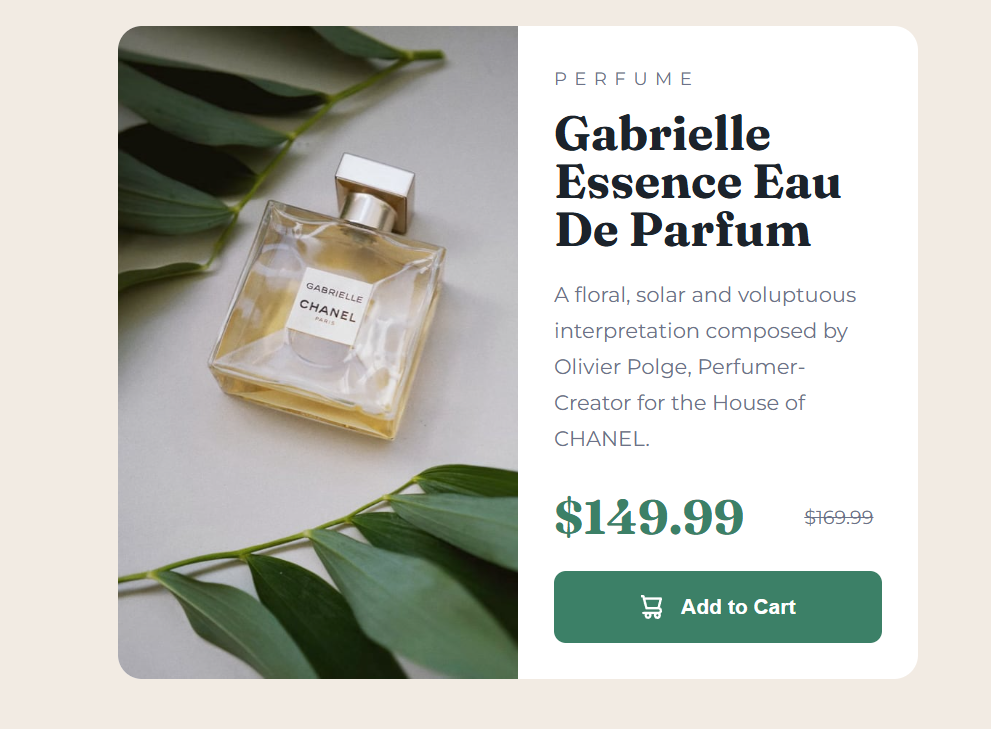 GABRIELLE
CHANEL
PARIS
PERFUME
Gabrielle
Essence Eau
De Parfum
A floral, solar and voluptuous
interpretation composed by
Olivier Polge, Perfumer-
Creator for the House of
CHANEL.
$149.99 $169.99
Add to Cart